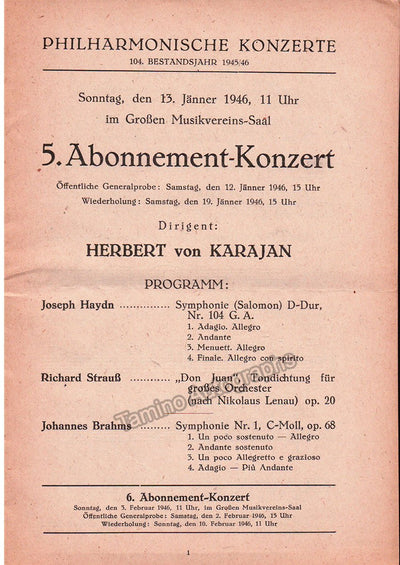 PHILHARMONISCHE KONZERTE
104. BESTANDSJAHR 1945/46
Sonntag, den 13. Jänner 1946, 11 Uhr
im Großen Musikvereins-Saal
5. Abonnement-Konzert
Öffentliche Generalprobe: Samstag, den 12. Jänner 1946, 15 Uhr
Wiederholung: Samstag, den 19. Jänner 1946, 15 Uhr
Dirigent:
HERBERT von KARAJAN
PROGRAMM:
Joseph Haydn .............. Symphonie (Salomon) D-Dur,
Nr. 104 G. A.
1. Adagio. Allegro
2. Andante
3. Menuett. Allegro
4. Finale. Allegro con spirito
Richard Strauß ............ „Don Juan", Tondichtung für
großes Orchester
(nach Nikolaus Lenau) op. 20
Johannes Brahms .......... Symphonie Nr. 1, C-Moll, op. 68
1. Un poco sostenuto — Allegro
2. Andante sostenuto
3. Un poco Allegretto e grazioso
4. Adagio — Più Andante
Tamino Autographs
6. Abonnement-Konzert
Sonntag, den 3. Februar 1946, 11 Uhr, im Großen Musikvereins-Saal
Öffentliche Generalprobe: Samstag, den 2. Februar 1946, 15 Uhr
Wiederholung: Sonntag, den 10. Februar 1946, 11 Uhr
1